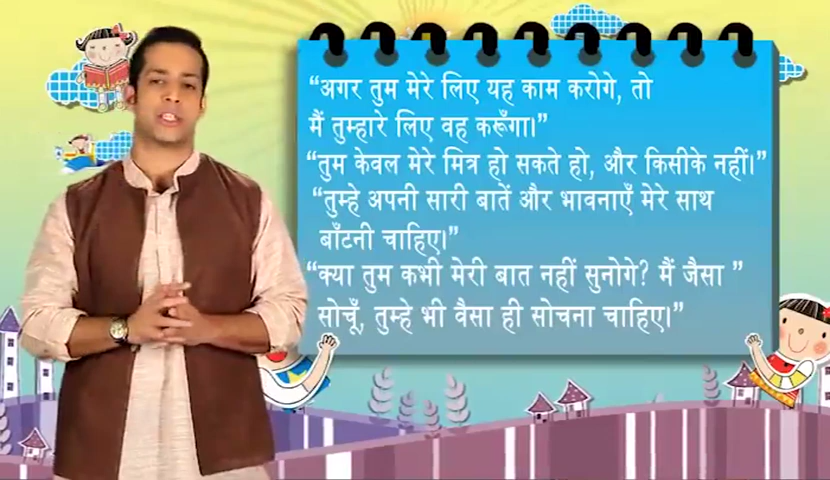 “अगर तुम मेरे लिए यह काम करोगे, तो
मैं तुम्हारे लिए वह करूँगा।”
“तुम केवल मेरे मित्र हो सकते हो, और किसीके नहीं।”
“तुम्हे अपनी सारी बातें और भावनाएँ मेरे साथ
बाँटनी चाहिए।”
“क्या तुम कभी मेरी बात नहीं सुनोगे? मैं जैसा ”
सोचूँ, तुम्हे भी वैसा ही सोचना चाहिए।”